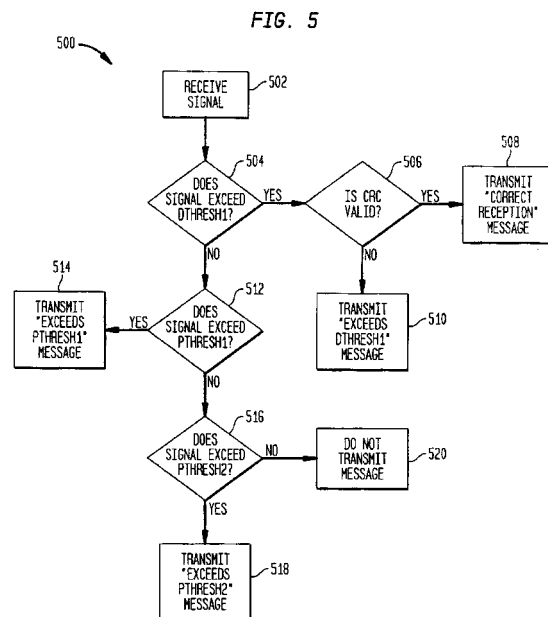 FIG. 5
500
RECEIVE
SIGNAL
502
DOES
SIGNAL EXCEED
DTHRESH1?
504
YES
NO
IS CRC
VALID?
506
YES
NO
TRANSMIT
"CORRECT
RECEPTION"
MESSAGE
508
TRANSMIT
"EXCEEDS
DTHRESH1"
MESSAGE
510
DOES
SIGNAL EXCEED
PTHRESH1?
512
YES
NO
TRANSMIT
"EXCEEDS
PTHRESH1"
MESSAGE
514
DOES
SIGNAL EXCEED
PTHRESH2?
516
NO
YES
DO NOT
TRANSMIT
MESSAGE
520
TRANSMIT
"EXCEEDS
PTHRESH2"
MESSAGE
518